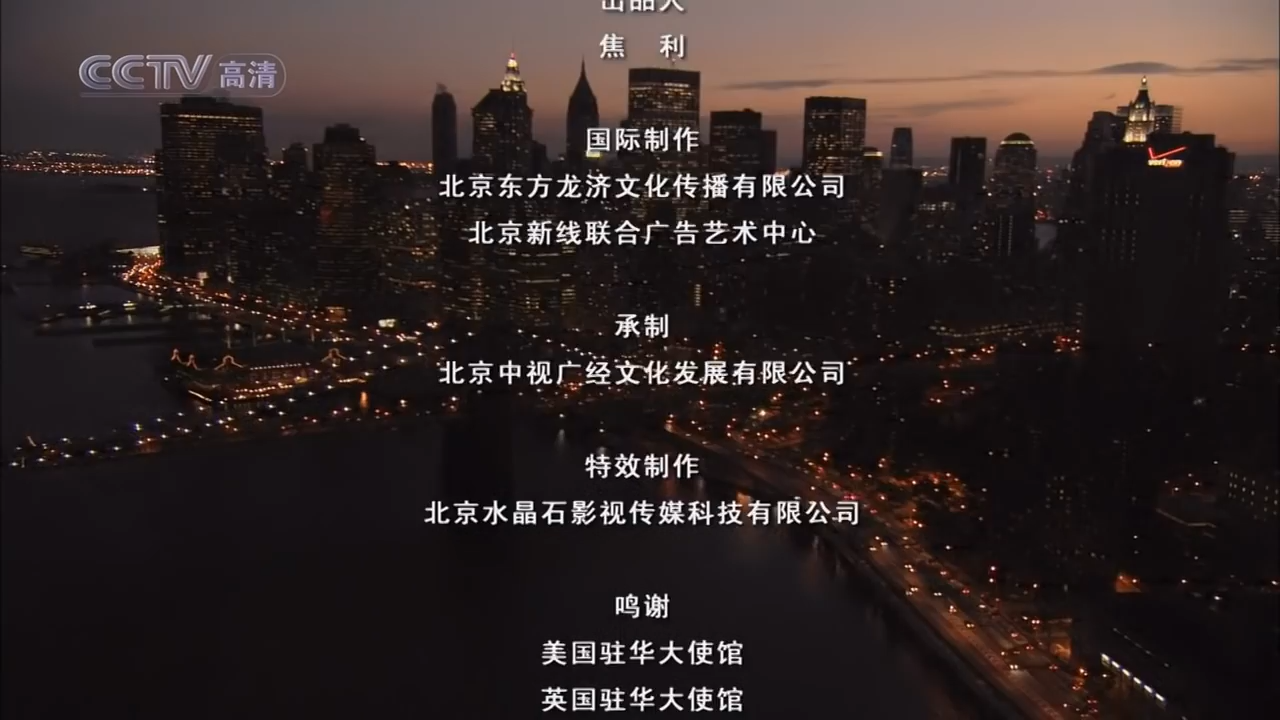 出品人
焦 利
CCTV高清
国际制作
北京东方龙济文化传播有限公司
北京新线联合广告艺术中心
verizon
承制
北京中视广经文化发展有限公司
特效制作
北京水晶石影视传媒科技有限公司
鸣谢
美国驻华大使馆
英国驻华大使馆